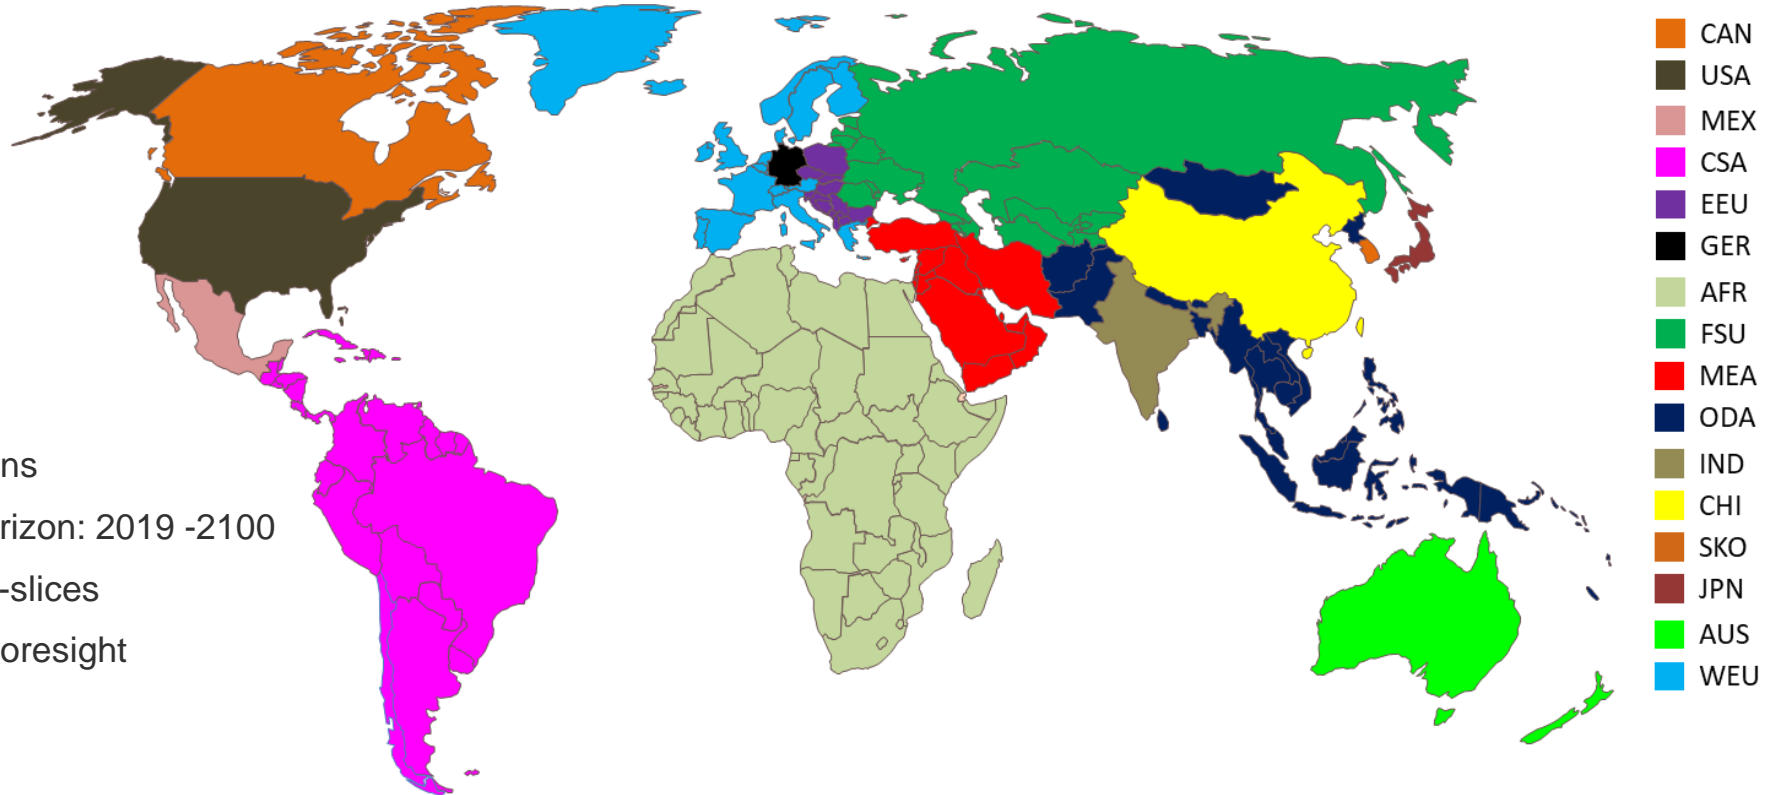 ns
rizon: 2019 -2100
-slices
oresight
CAN
USA
MEX
CSA
EEU
GER
AFR
FSU
MEA
ODA
IND
CHI
SKO
JPN
AUS
WEU